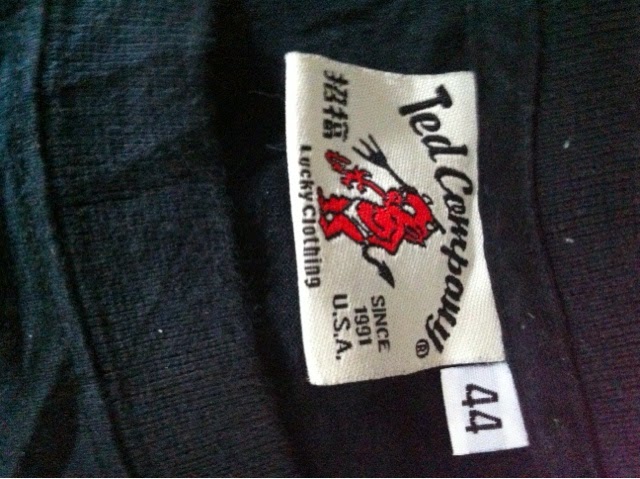 Ted Company®
44
SINCE
1991
招福 U.S.A.
Lucky Clothing